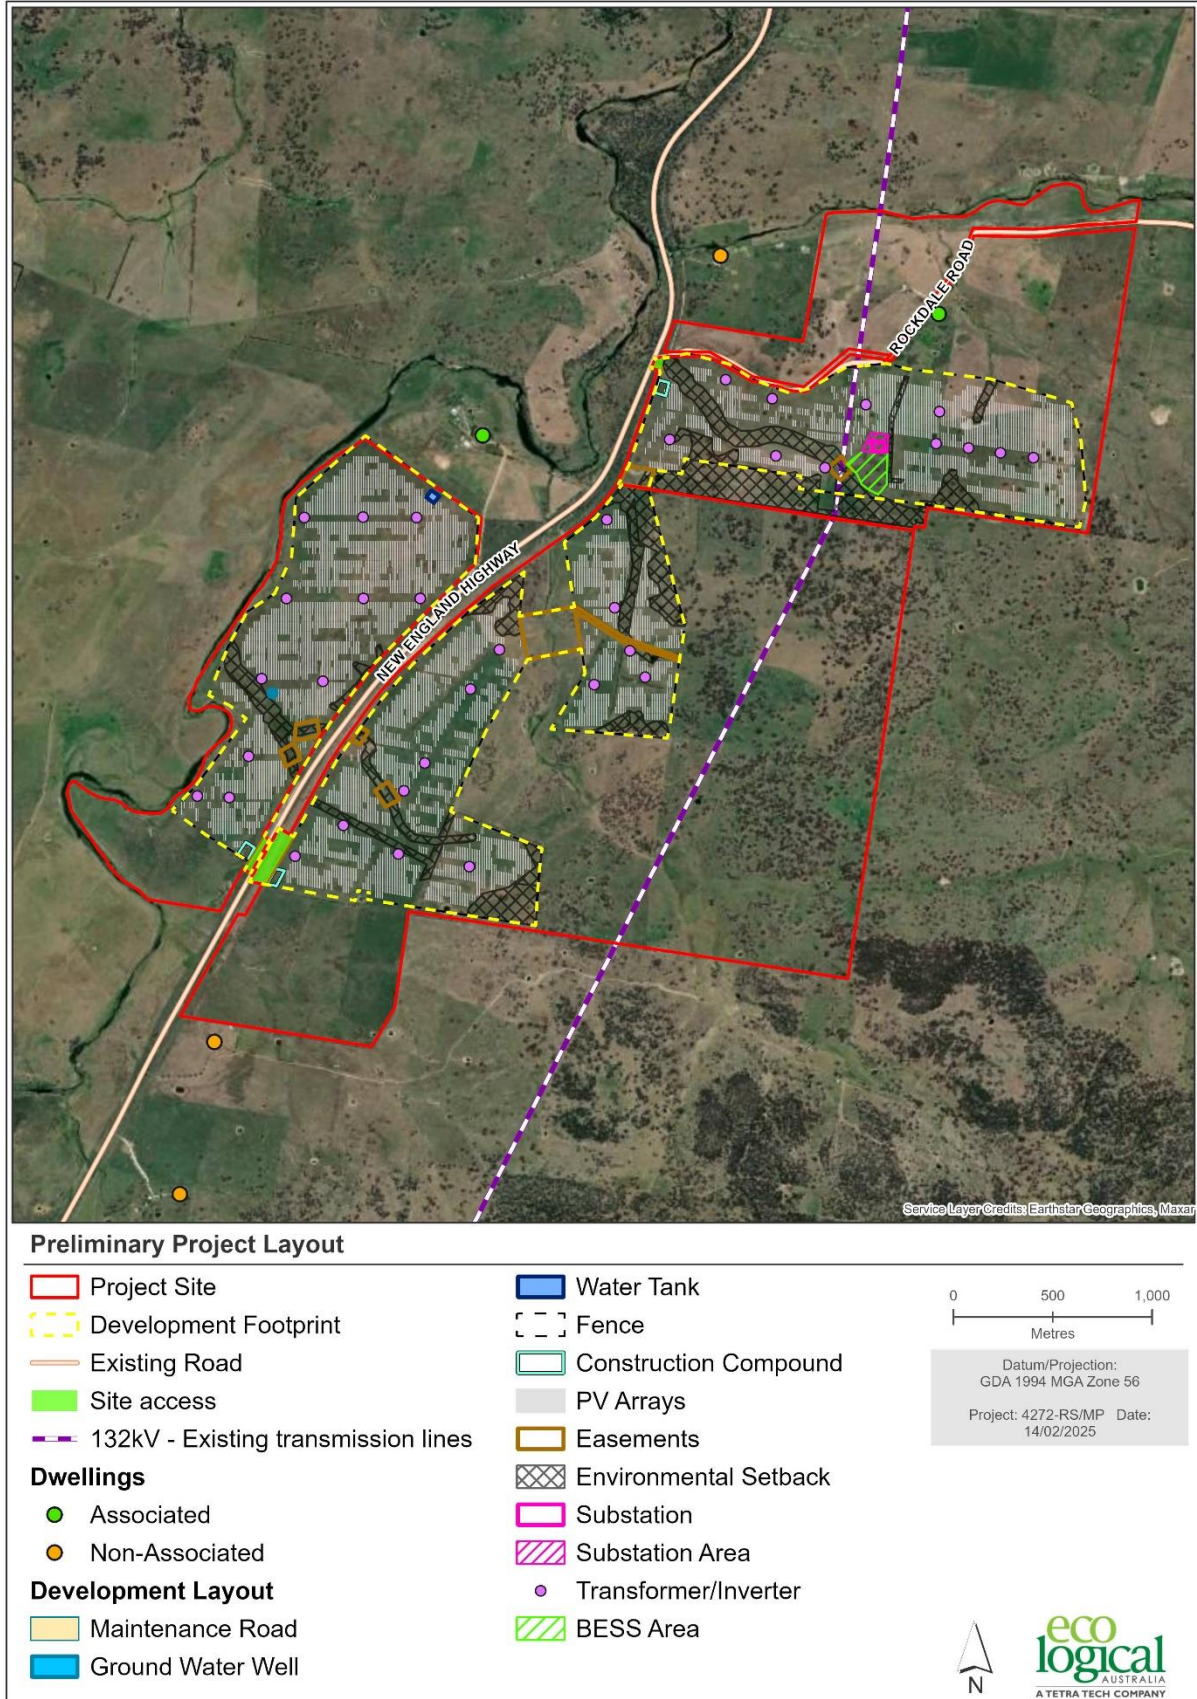 ROCKDALE ROAD
NEW ENGLAND HIGHWAY
Service Layer Credits: Earthstar Geographics, Maxar
Preliminary Project Layout
Project Site
Development Footprint
Existing Road
Site access
132kV - Existing transmission lines
Dwellings
Associated
Non-Associated
Development Layout
Maintenance Road
Ground Water Well
Water Tank
Fence
Construction Compound
PV Arrays
Easements
Environmental Setback
Substation
Substation Area
Transformer/Inverter
BESS Area
0 500 1,000
Metres
Datum/Projection:
GDA 1994 MGA Zone 56
Project: 4272-RS/MP Date:
14/02/2025
N
eco
logical
AUSTRALIA
A TETRA TECH COMPANY